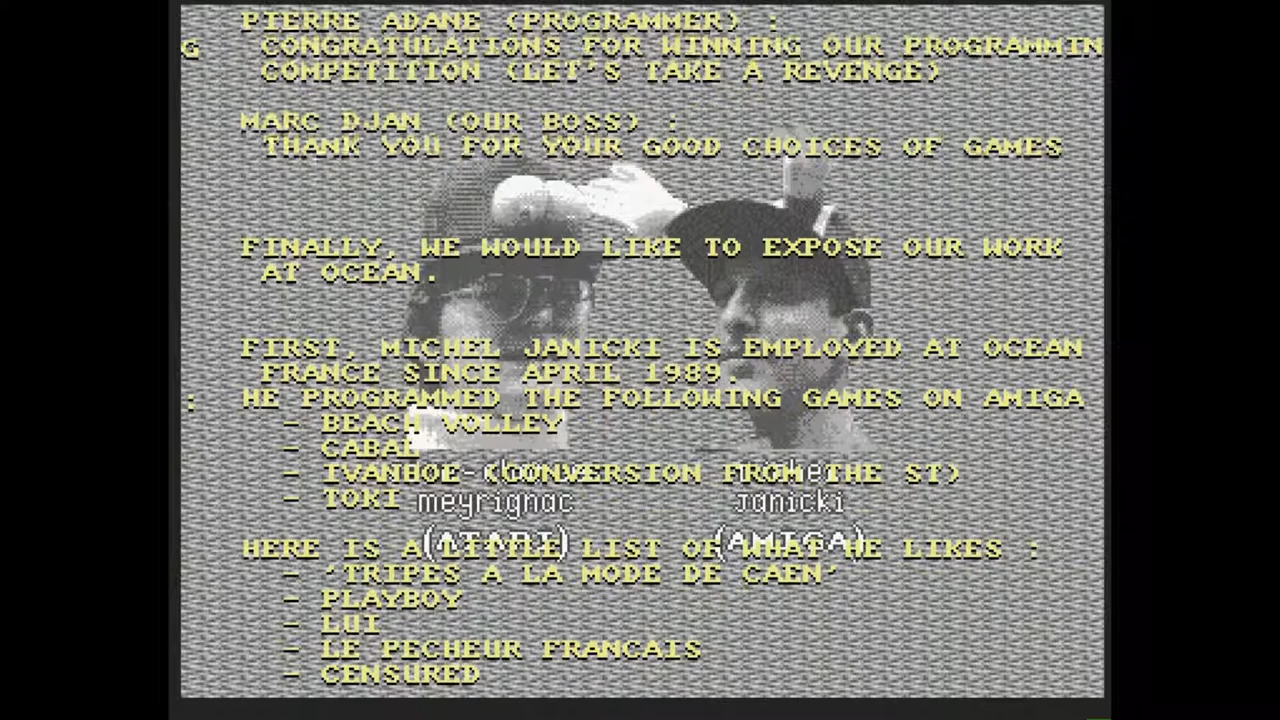 PIERRE ADANE (PROGRAMMER) :
G CONGRATULATIONS FOR WINNING OUR PROGRAMMIN
COMPETITION (LET'S TAKE A REVENGE)
MARC DJAN (OUR BOSS) :
THANK YOU FOR YOUR GOOD CHOICES OF GAMES
FINALLY, WE WOULD LIKE TO EXPOSE OUR WORK
AT OCEAN.
FIRST, MICHEL JANICKI IS EMPLOYED AT OCEAN
FRANCE SINCE APRIL 1989.
: HE PROGRAMMED THE FOLLOWING GAMES ON AMIGA
- BEACH VOLLEY
- CABAL
- IVANHOE (CONVERSION FROM THE ST)
- TOKI
meyrignac janicki
(ATARI) (AMIGA)
HERE IS A LITTLE LIST OF WHAT HE LIKES :
- 'TRIPES A LA MODE DE CAEN'
- PLAYBOY
- LUI
- LE PECHEUR FRANCAIS
- CENSURED